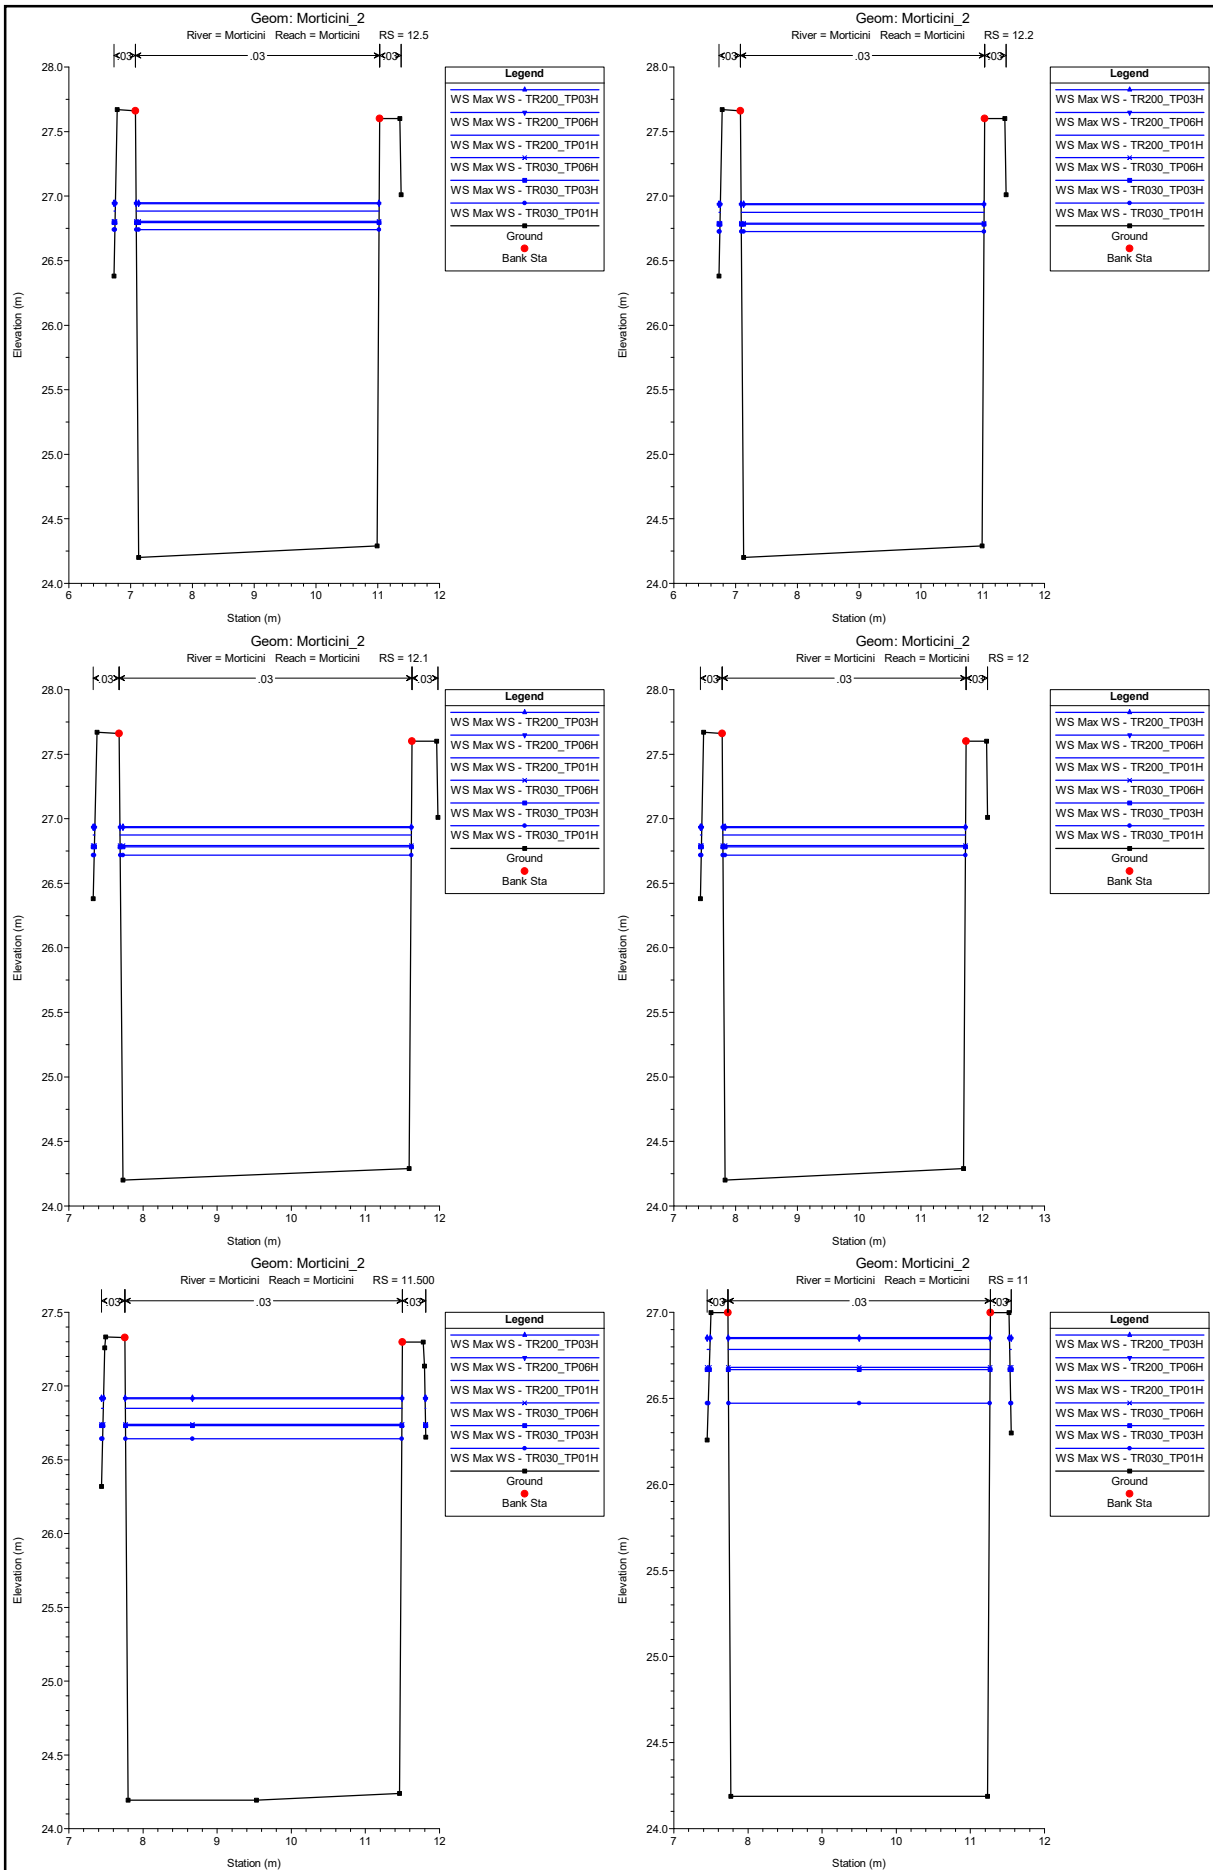 Geom: Morticini_2
River = Morticini Reach = Morticini RS = 12.5
.03 .03 .03
28.0
27.5
27.0
26.5
26.0
25.5
25.0
24.5
24.0
Elevation (m)
6 7 8 9 10 11 12
Station (m)
Legend
WS Max WS - TR200_TP03H
WS Max WS - TR200_TP06H
WS Max WS - TR200_TP01H
WS Max WS - TR030_TP06H
WS Max WS - TR030_TP03H
WS Max WS - TR030_TP01H
Ground
Bank Sta
Geom: Morticini_2
River = Morticini Reach = Morticini RS = 12.2
.03 .03 .03
28.0
27.5
27.0
26.5
26.0
25.5
25.0
24.5
24.0
Elevation (m)
6 7 8 9 10 11 12
Station (m)
Legend
WS Max WS - TR200_TP03H
WS Max WS - TR200_TP06H
WS Max WS - TR200_TP01H
WS Max WS - TR030_TP06H
WS Max WS - TR030_TP03H
WS Max WS - TR030_TP01H
Ground
Bank Sta
Geom: Morticini_2
River = Morticini Reach = Morticini RS = 12.1
.03 .03 .03
28.0
27.5
27.0
26.5
26.0
25.5
25.0
24.5
24.0
Elevation (m)
7 8 9 10 11 12
Station (m)
Legend
WS Max WS - TR200_TP03H
WS Max WS - TR200_TP06H
WS Max WS - TR200_TP01H
WS Max WS - TR030_TP06H
WS Max WS - TR030_TP03H
WS Max WS - TR030_TP01H
Ground
Bank Sta
Geom: Morticini_2
River = Morticini Reach = Morticini RS = 12
.03 .03 .03
28.0
27.5
27.0
26.5
26.0
25.5
25.0
24.5
24.0
Elevation (m)
7 8 9 10 11 12 13
Station (m)
Legend
WS Max WS - TR200_TP03H
WS Max WS - TR200_TP06H
WS Max WS - TR200_TP01H
WS Max WS - TR030_TP06H
WS Max WS - TR030_TP03H
WS Max WS - TR030_TP01H
Ground
Bank Sta
Geom: Morticini_2
River = Morticini Reach = Morticini RS = 11.500
.03 .03 .03
27.5
27.0
26.5
26.0
25.5
25.0
24.5
24.0
Elevation (m)
7 8 9 10 11 12
Station (m)
Legend
WS Max WS - TR200_TP03H
WS Max WS - TR200_TP06H
WS Max WS - TR200_TP01H
WS Max WS - TR030_TP06H
WS Max WS - TR030_TP03H
WS Max WS - TR030_TP01H
Ground
Bank Sta
Geom: Morticini_2
River = Morticini Reach = Morticini RS = 11
.03 .03 .03
27.0
26.5
26.0
25.5
25.0
24.5
24.0
Elevation (m)
7 8 9 10 11 12
Station (m)
Legend
WS Max WS - TR200_TP03H
WS Max WS - TR200_TP06H
WS Max WS - TR200_TP01H
WS Max WS - TR030_TP06H
WS Max WS - TR030_TP03H
WS Max WS - TR030_TP01H
Ground
Bank Sta